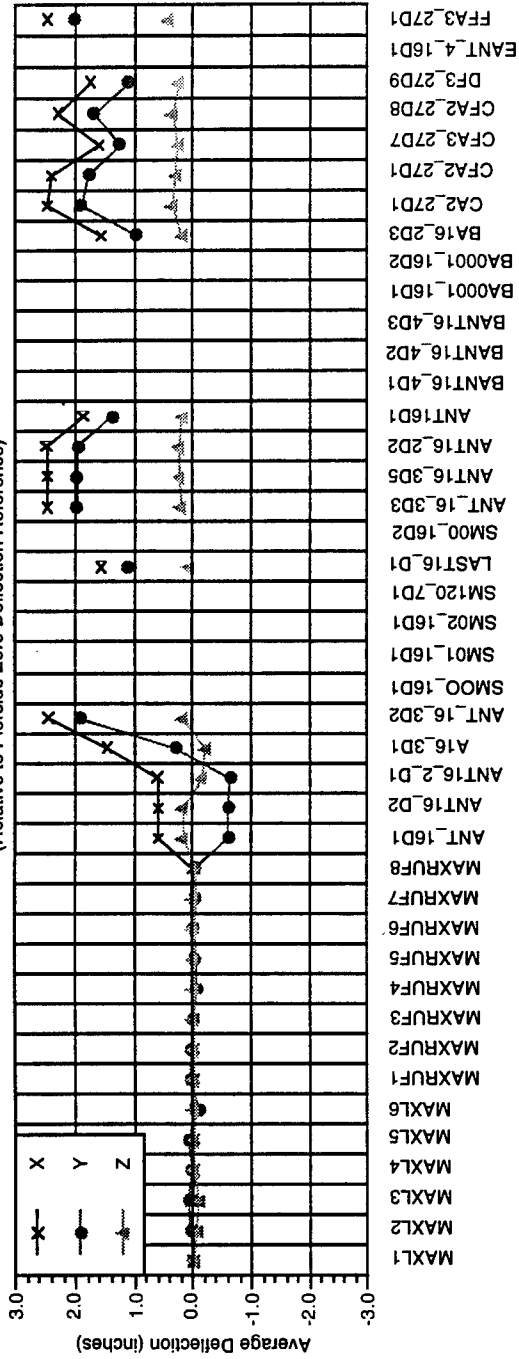 (Relative to Fireside Zero Deflection Reference)
Average Deflection (inches)
3.0
2.0
1.0
0.0
-1.0
-2.0
-3.0
X
Y
Z
MAXL1
MAXL2
MAXL3
MAXL4
MAXL5
MAXL6
MAXRUF1
MAXRUF2
MAXRUF3
MAXRUF4
MAXRUF5
MAXRUF6
MAXRUF7
MAXRUF8
ANT_16D1
ANT16_D2
ANT16_2_D1
A16_3D1
ANT_16_3D2
SMOO_16D1
SM01_16D1
SM02_16D1
SM120_7D1
LAST16_D1
SM00_16D2
ANT_16_3D3
ANT16_3D5
ANT16_2D2
ANT16D1
BANT16_4D1
BANT16_4D2
BANT16_4D3
BA0001_16D1
BA0001_16D2
BA16_2D3
CA2_27D1
CFA2_27D1
CFA3_27D7
CFA2_27D8
DF3_27D9
EANT_4_16D1
FFA3_27D1